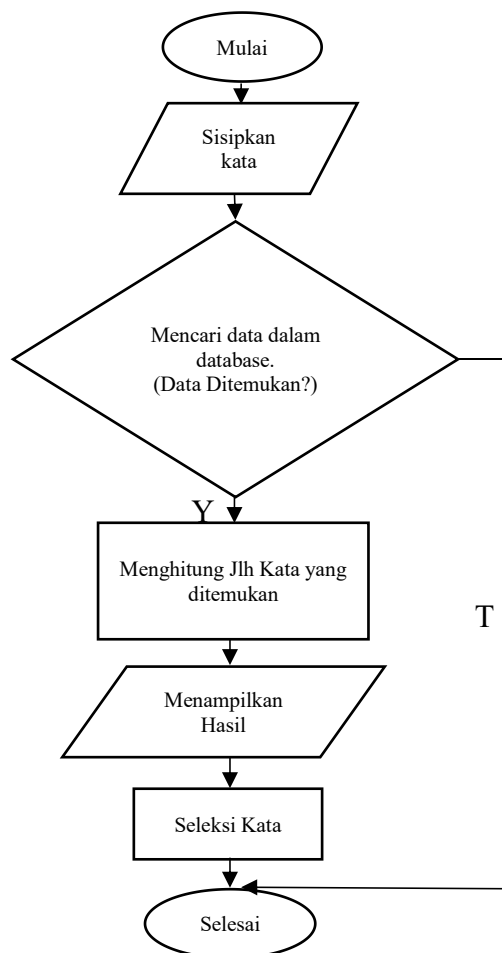 Mulai
Sisipkan
kata
Mencari data dalam
database.
(Data Ditemukan?)
Y
Menghitung Jlh Kata yang
ditemukan
T
Menampilkan
Hasil
Seleksi Kata
Selesai